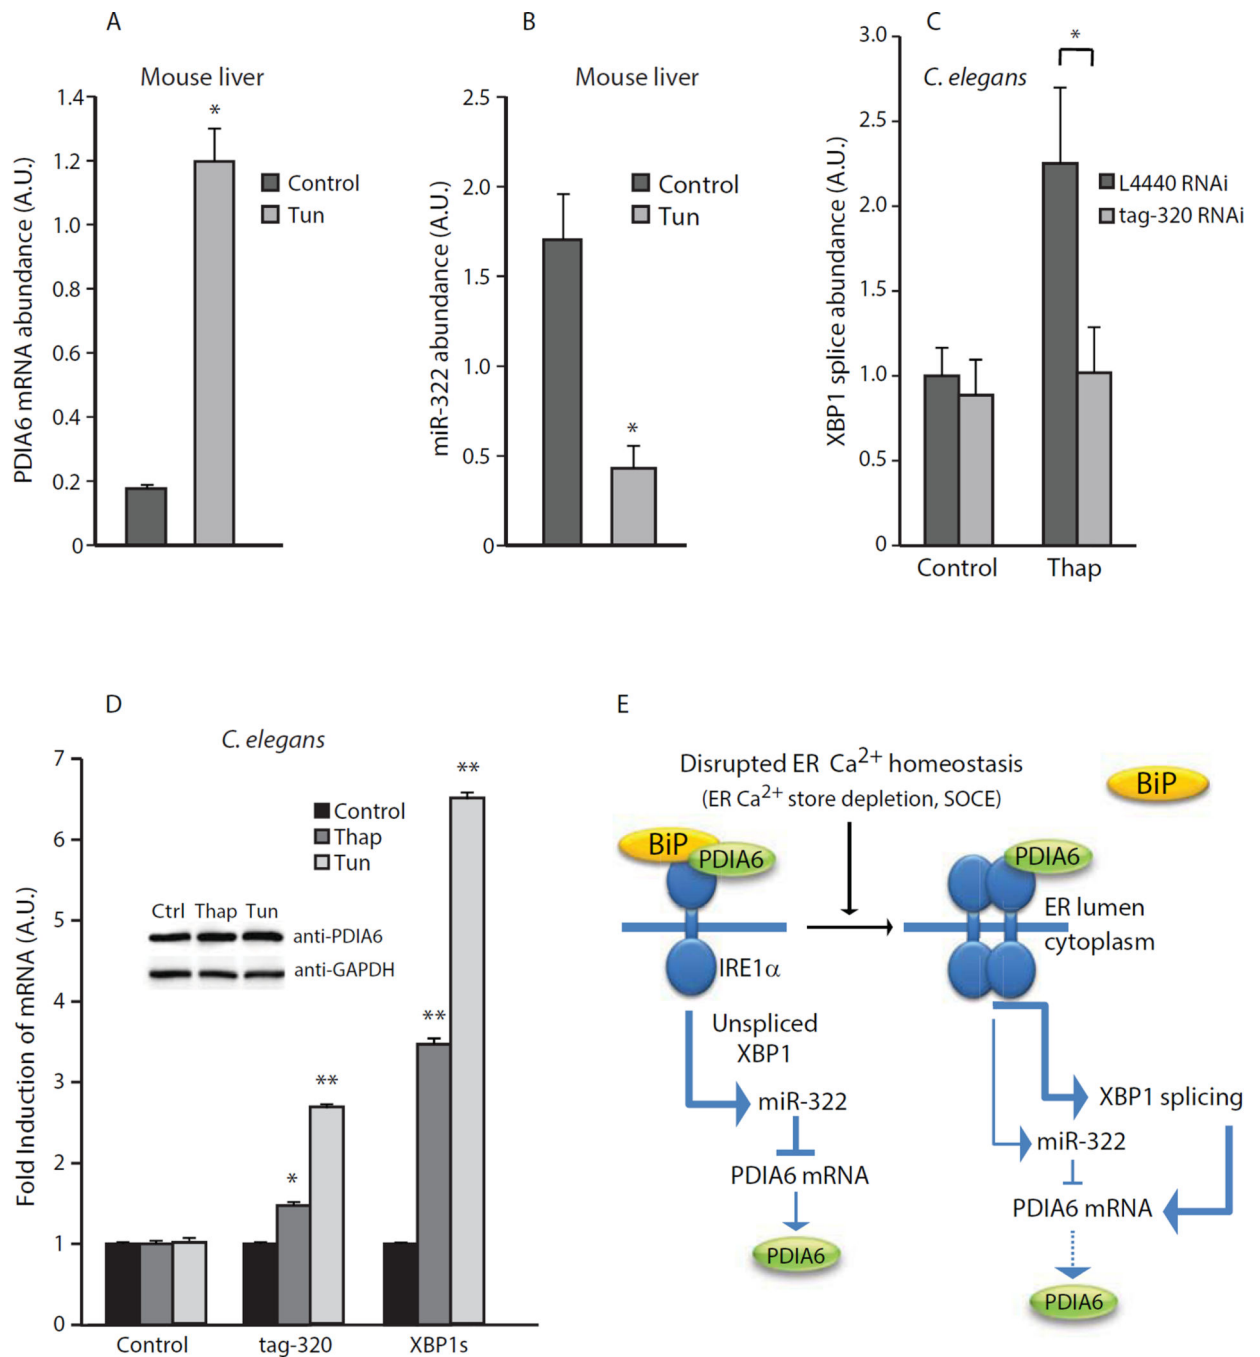 A
Mouse liver
PDIA6 mRNA abundance (A.U.)
1.4
1.2
1.0
0.8
0.6
0.4
0.2
0
*
Control
Tun
B
Mouse liver
miR-322 abundance (A.U.)
2.5
2.0
1.5
1.0
0.5
0
*
Control
Tun
C
C. elegans
XBP1 splice abundance (A.U.)
3.0
2.5
2.0
1.5
1.0
0.5
0
*
L4440 RNAi
tag-320 RNAi
Control
Thap
D
C. elegans
Fold Induction of mRNA (A.U.)
7
6
5
4
3
2
1
0
Control
Thap
Tun
Ctrl Thap Tun
anti-PDIA6
anti-GAPDH
*
**
**
**
Control
tag-320
XBP1s
E
Disrupted ER Ca2+ homeostasis
(ER Ca2+ store depletion, SOCE)
BiP
BiP
PDIA6
PDIA6
ER lumen
cytoplasm
IRE1α
Unspliced
XBP1
miR-322
PDIA6 mRNA
PDIA6
XBP1 splicing
miR-322
PDIA6 mRNA
PDIA6